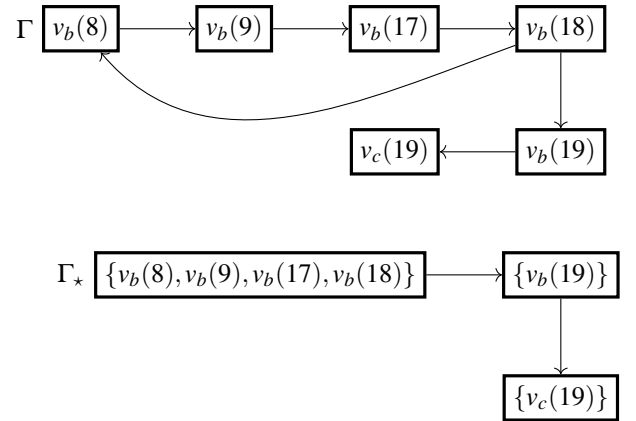 Γ v_b(8) v_b(9) v_b(17) v_b(18)
v_c(19) v_b(19)
Γ_⋆ {v_b(8), v_b(9), v_b(17), v_b(18)} {v_b(19)}
{v_c(19)}